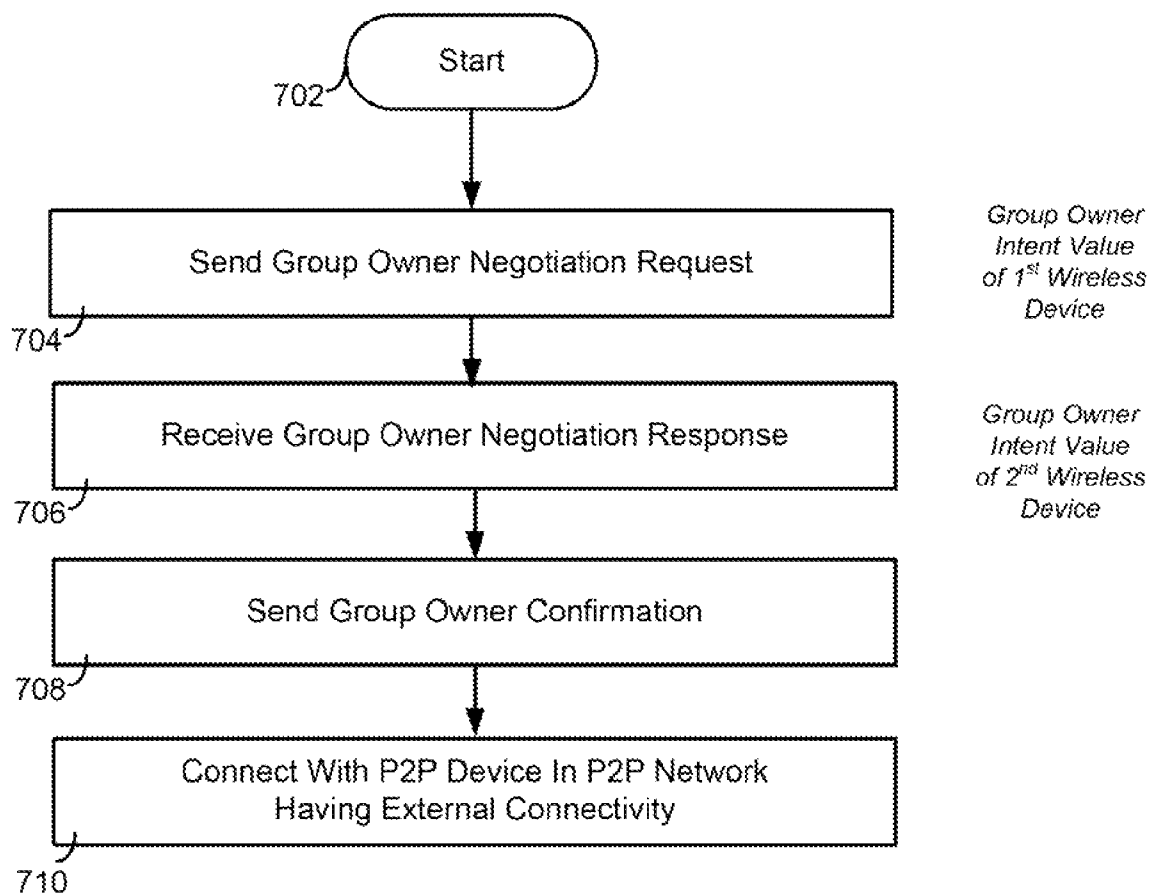 Start
702
Send Group Owner Negotiation Request
704
Group Owner
Intent Value
of 1st Wireless
Device
Receive Group Owner Negotiation Response
706
Group Owner
Intent Value
of 2nd Wireless
Device
Send Group Owner Confirmation
708
Connect With P2P Device In P2P Network
Having External Connectivity
710